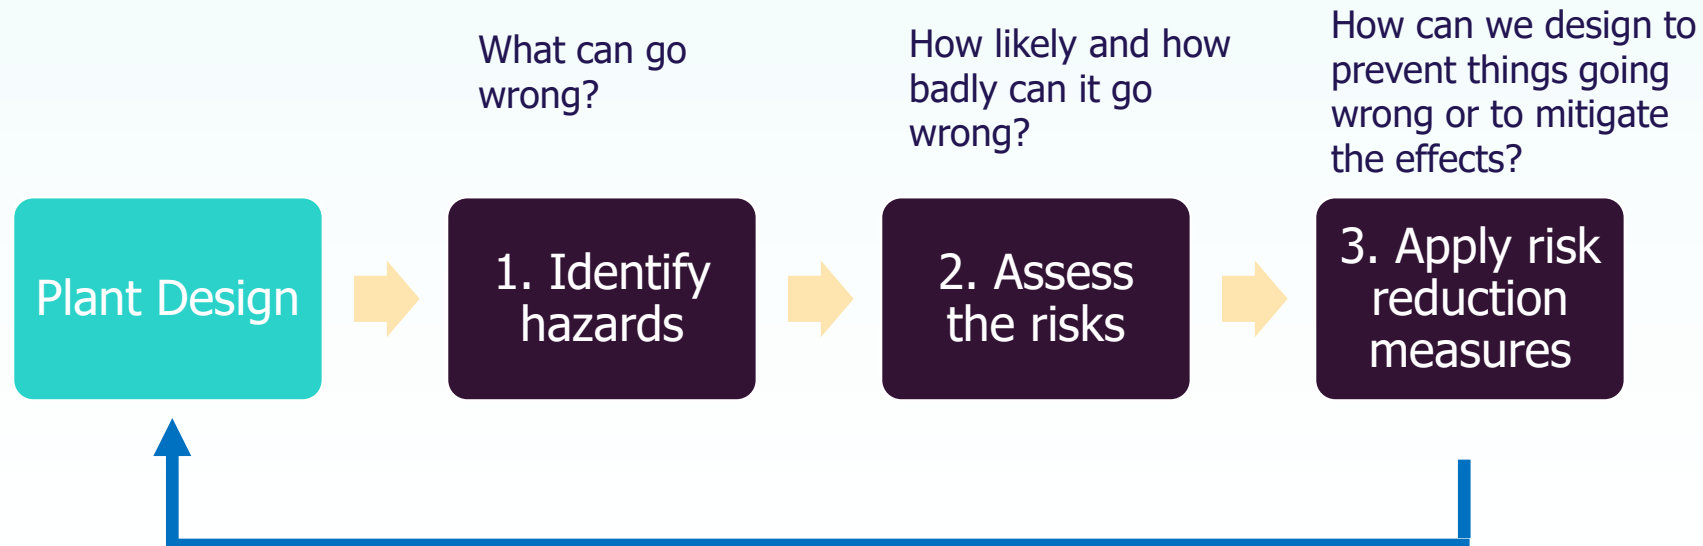 What can go
wrong?
How likely and how
badly can it go
wrong?
How can we design to
prevent things going
wrong or to mitigate
the effects?
Plant Design
1. Identify
hazards
2. Assess
the risks
3. Apply risk
reduction
measures